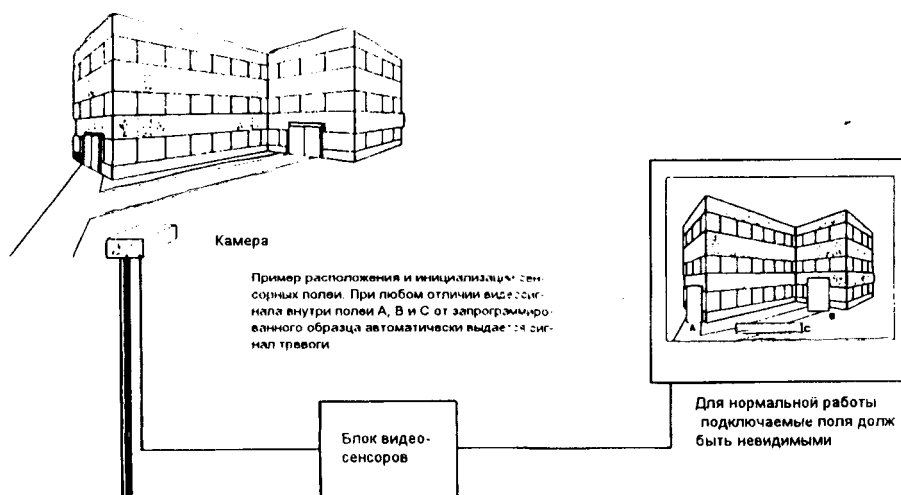 Камера
Пример расположения и инициализации сен-
сорных полей. При любом отличии видеосиг-
нала внутри полей А, В и С от запрограммиро-
ванного образца автоматически выдается сиг-
нал тревоги
А
В
С
Блок видео-
сенсоров
Для нормальной работы
подключаемые поля долж
быть невидимыми